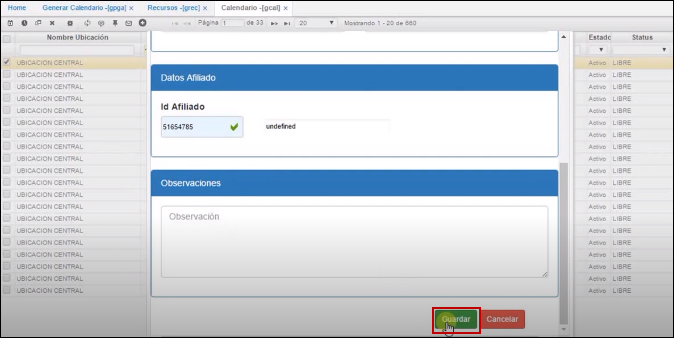 Home Generar Calendario -[gpga] x Recursos -[grec] x Calendario -[gcal] x
Página 1 de 33 20 Mostrando 1 - 20 de 660
Nombre Ubicación Estado Status
UBICACION CENTRAL Activo LIBRE
UBICACION CENTRAL Activo LIBRE
Datos Afiliado
UBICACION CENTRAL Activo LIBRE
UBICACION CENTRAL Activo LIBRE
Id Afiliado
UBICACION CENTRAL Activo LIBRE
51654785 undefined
UBICACION CENTRAL Activo LIBRE
UBICACION CENTRAL Activo LIBRE
UBICACION CENTRAL Activo LIBRE
UBICACION CENTRAL Activo LIBRE
UBICACION CENTRAL Activo LIBRE
UBICACION CENTRAL Activo LIBRE
Observaciones
UBICACION CENTRAL Activo LIBRE
UBICACION CENTRAL Activo LIBRE
Observación
UBICACION CENTRAL Activo LIBRE
UBICACION CENTRAL Activo LIBRE
UBICACION CENTRAL Activo LIBRE
UBICACION CENTRAL Activo LIBRE
UBICACION CENTRAL Activo LIBRE
UBICACION CENTRAL Activo LIBRE
UBICACION CENTRAL Activo LIBRE
Guardar Cancelar